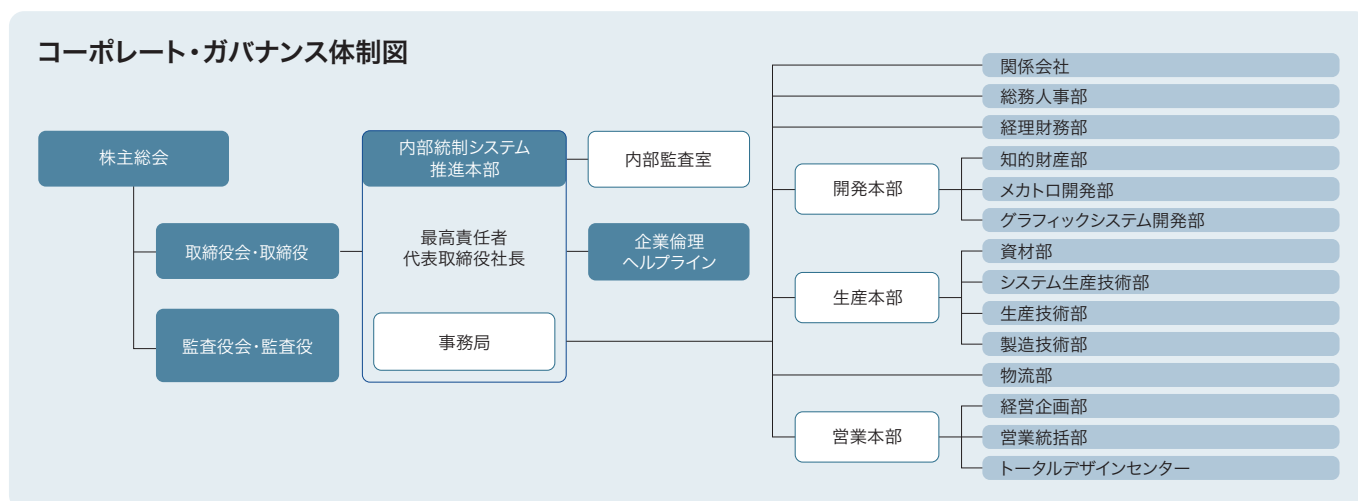 コーポレート・ガバナンス体制図
株主総会
取締役会・取締役
監査役会・監査役
内部統制システム
推進本部
最高責任者
代表取締役社長
事務局
内部監査室
企業倫理
ヘルプライン
開発本部
生産本部
営業本部
関係会社
総務人事部
経理財務部
知的財産部
メカトロ開発部
グラフィックシステム開発部
資材部
システム生産技術部
生産技術部
製造技術部
物流部
経営企画部
営業統括部
トータルデザインセンター